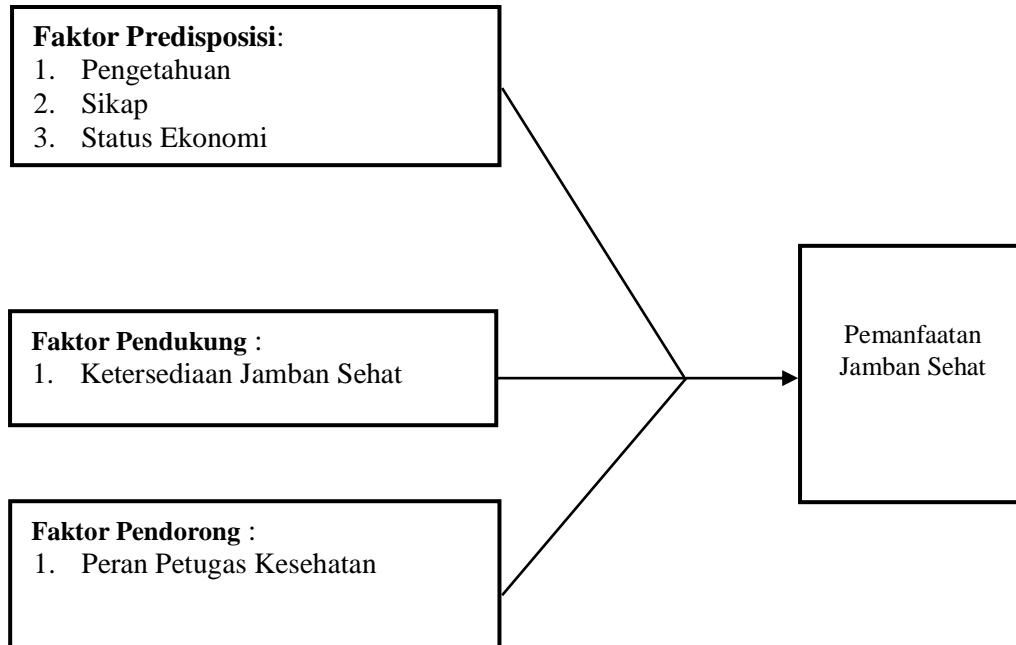 Faktor Predisposisi:
1. Pengetahuan
2. Sikap
3. Status Ekonomi
Faktor Pendukung :
1. Ketersediaan Jamban Sehat
Faktor Pendorong :
1. Peran Petugas Kesehatan
Pemanfaatan
Jamban Sehat